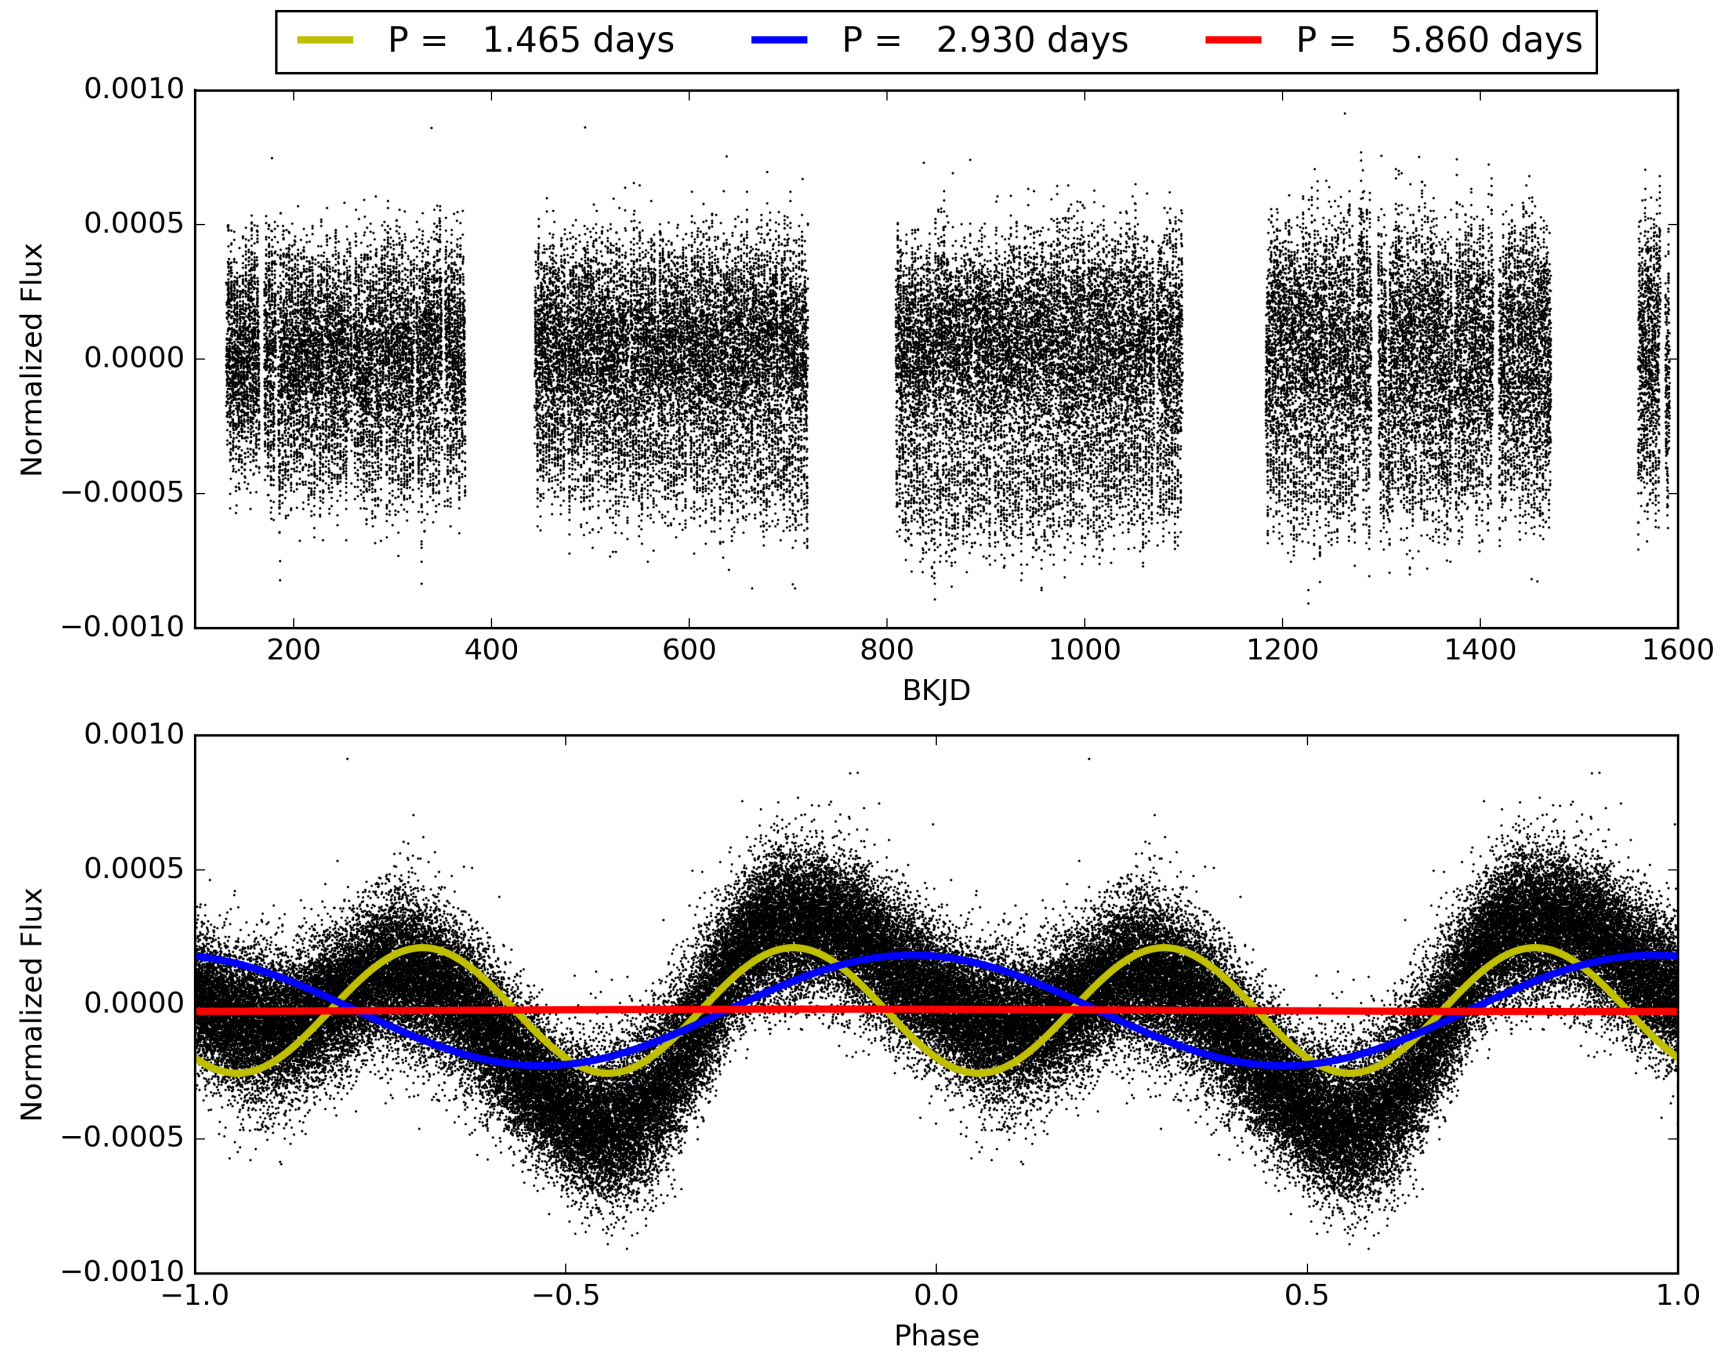 P = 1.465 days P = 2.930 days P = 5.860 days
0.0010
0.0005
0.0000
−0.0005
−0.0010
Normalized Flux
200 400 600 800 1000 1200 1400 1600
BKJD
0.0010
0.0005
0.0000
−0.0005
−0.0010
Normalized Flux
−1.0 −0.5 0.0 0.5 1.0
Phase